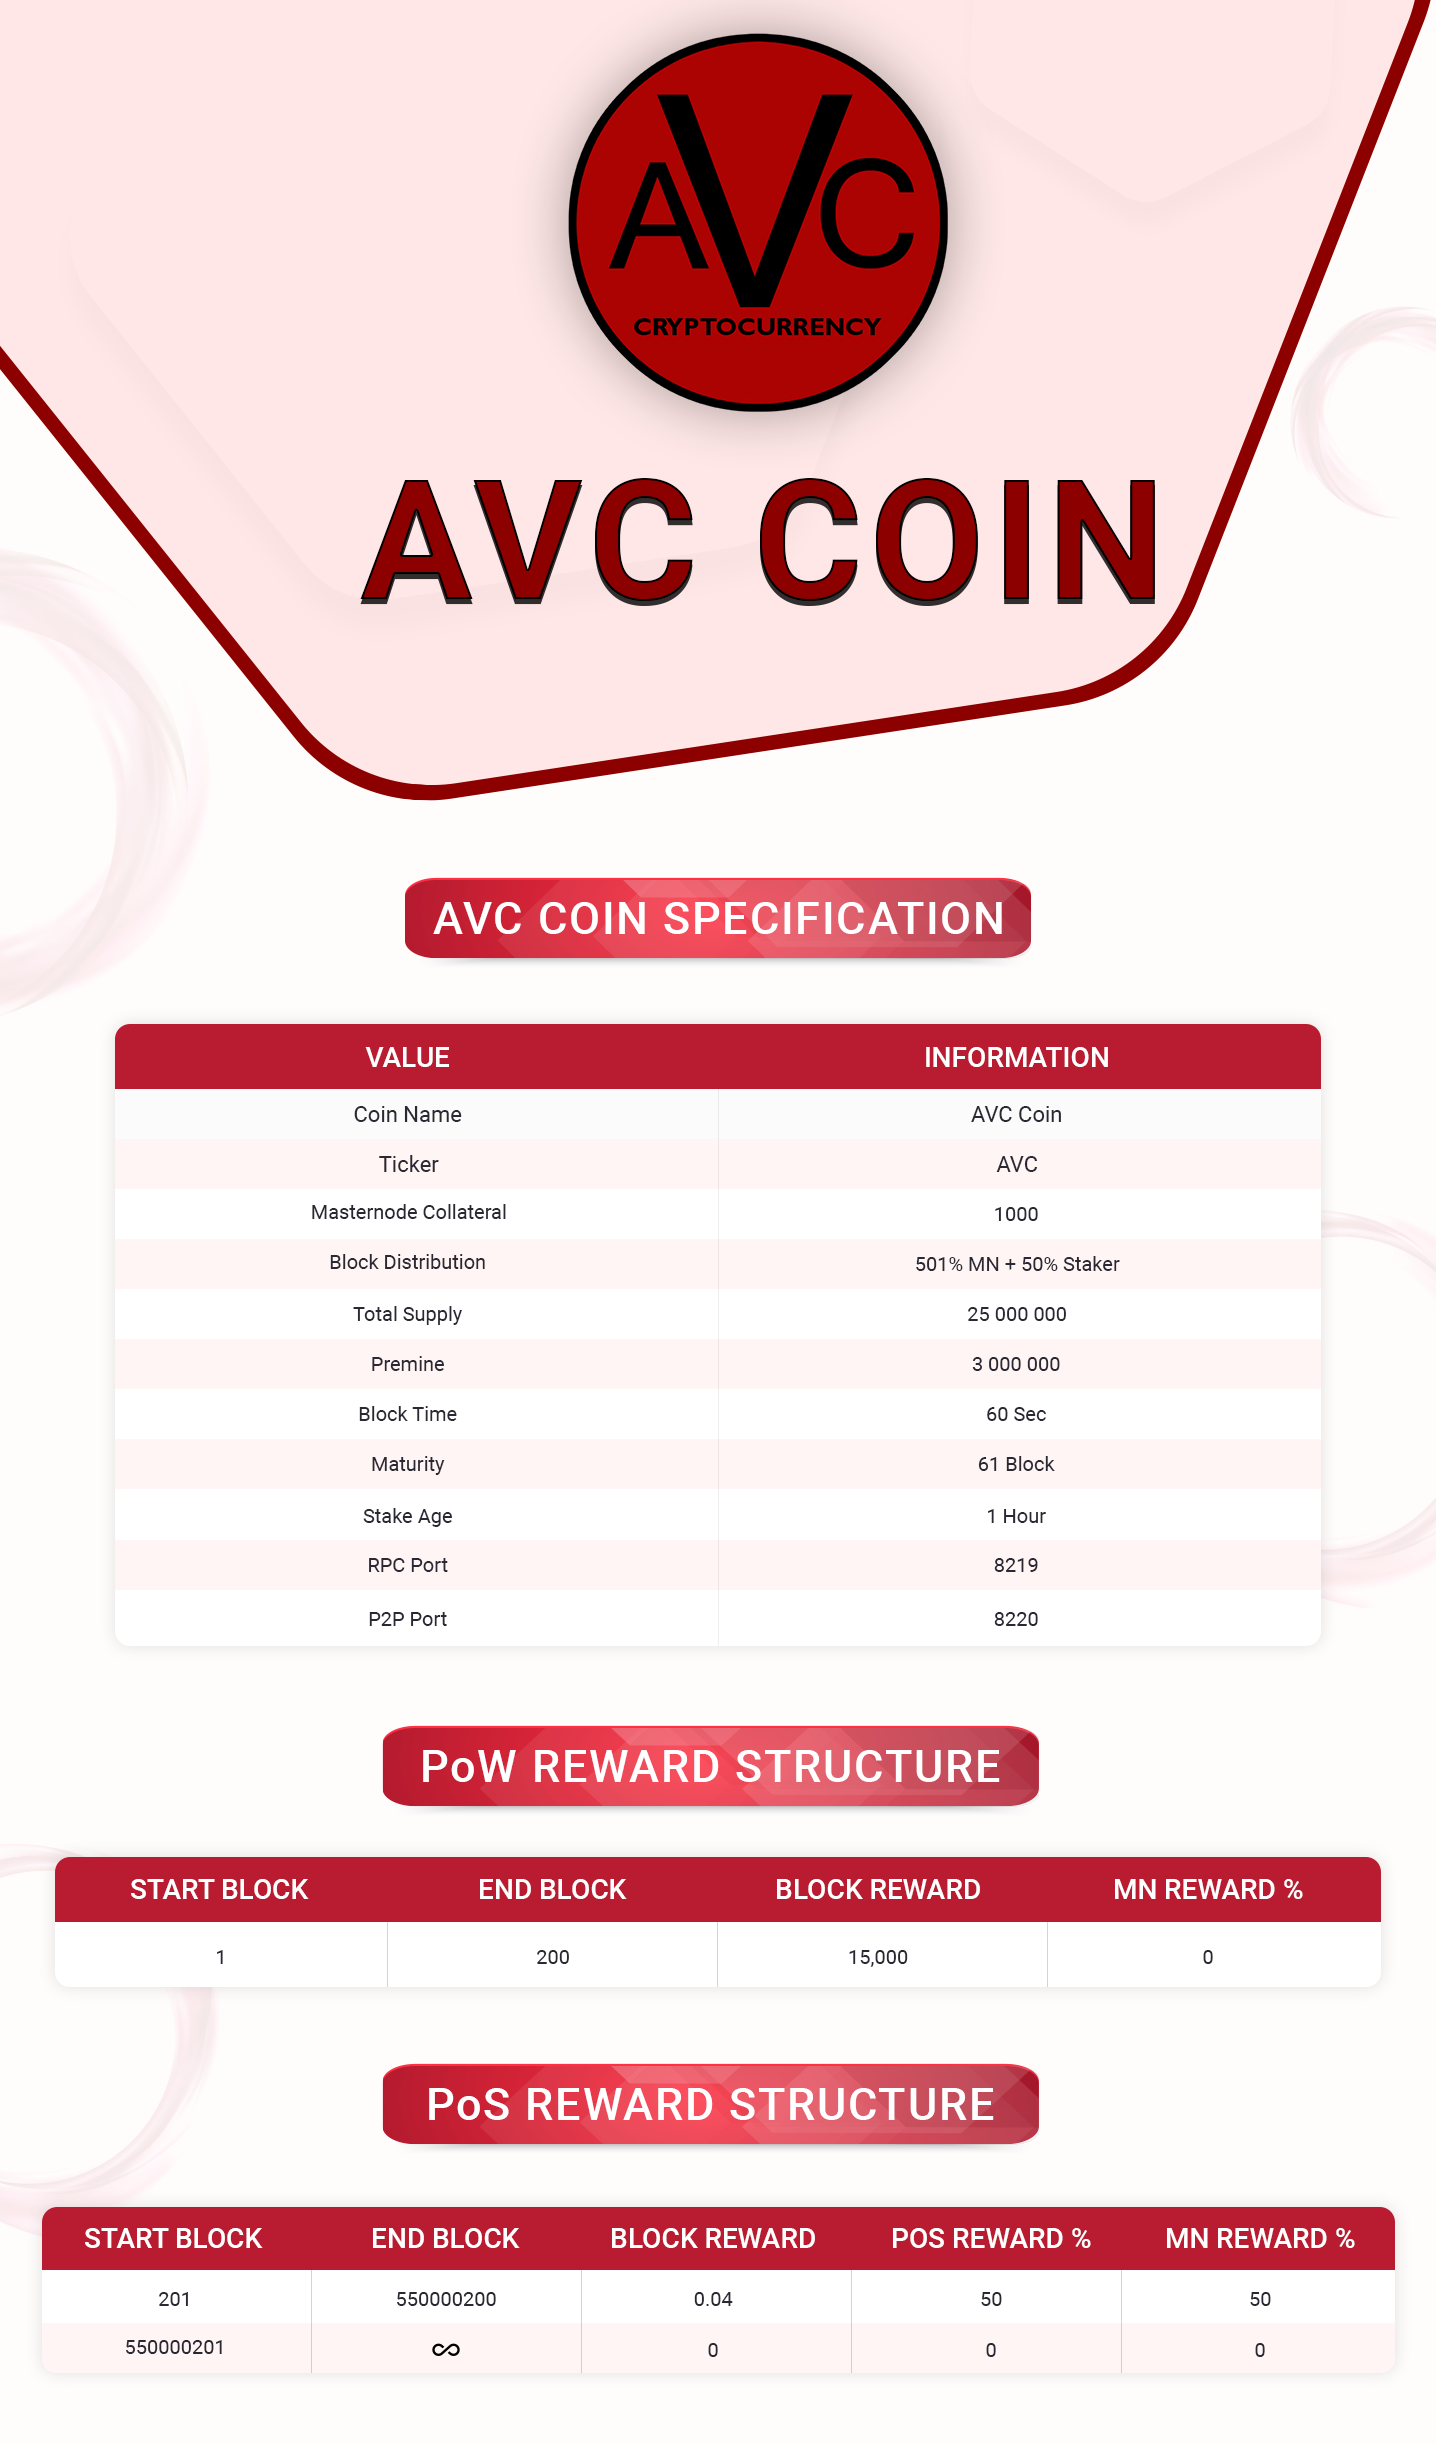 AVC
CRYPTOCURRENCY
AVC COIN
AVC COIN SPECIFICATION
VALUE INFORMATION
Coin Name AVC Coin
Ticker AVC
Masternode Collateral 1000
Block Distribution 501% MN + 50% Staker
Total Supply 25 000 000
Premine 3 000 000
Block Time 60 Sec
Maturity 61 Block
Stake Age 1 Hour
RPC Port 8219
P2P Port 8220
PoW REWARD STRUCTURE
START BLOCK END BLOCK BLOCK REWARD MN REWARD %
1 200 15,000 0
PoS REWARD STRUCTURE
START BLOCK END BLOCK BLOCK REWARD POS REWARD % MN REWARD %
201 550000200 0.04 50 50
550000201 ∞ 0 0 0